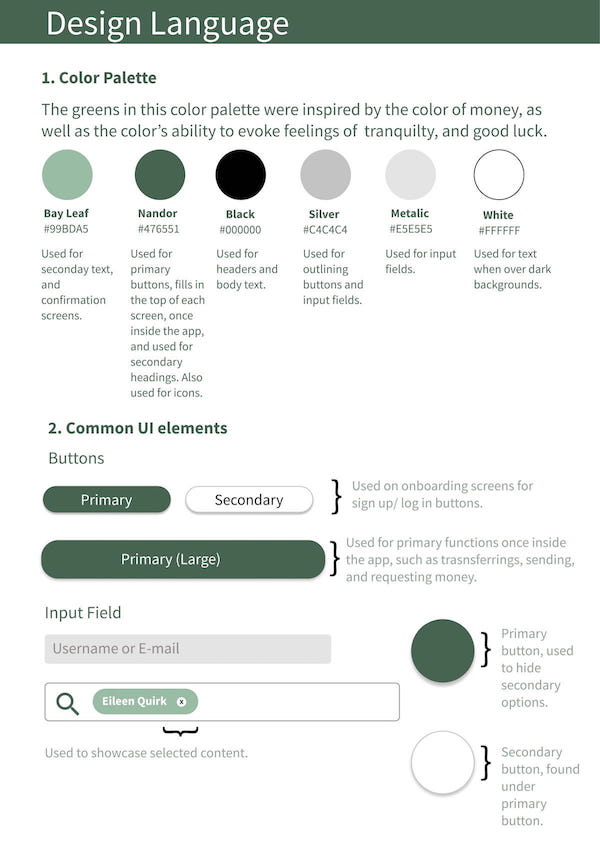 Design Language
1. Color Palette
The greens in this color palette were inspired by the color of money, as
well as the color's ability to evoke feelings of tranquilty, and good luck.
Bay Leaf
#99BDA5
Used for
seconday text,
and
confirmation
screens.
Nandor
#476551
Used for
primary
buttons, fills in
the top of each
screen, once
inside the app,
and used for
secondary
headings. Also
used for icons.
Black
#000000
Used for
headers and
body text.
Silver
#C4C4C4
Used for
outlining
buttons and
input fields.
Metalic
#E5E5E5
Used for input
fields.
White
#FFFFFF
Used for text
when over dark
backgrounds.
2. Common UI elements
Buttons
Primary
Secondary
} Used on onboarding screens for
sign up/ log in buttons.
Primary (Large)
} Used for primary functions once inside
the app, such as trasnsferrings, sending,
and requesting money.
Input Field
Username or E-mail
Eileen Quirk x
}
Used to showcase selected content.
} Primary
button, used
to hide
secondary
options.
} Secondary
button, found
under
primary
button.